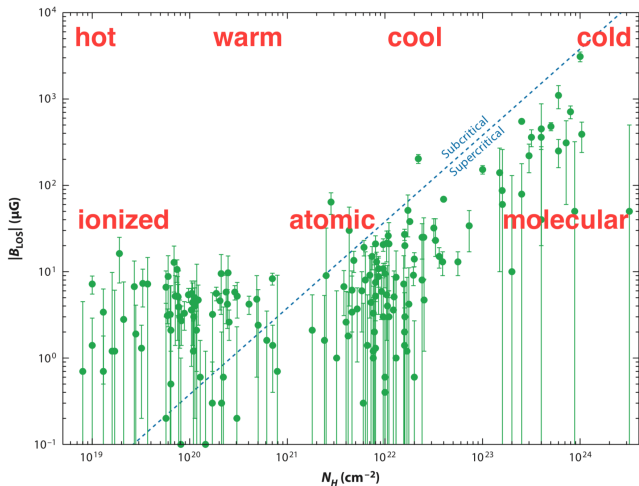 hot warm cool cold
ionized atomic molecular
Subcritical
Supercritical
|B_LOS| (μG)
10⁴
10³
10²
10¹
10⁰
10⁻¹
10¹⁹ 10²⁰ 10²¹ 10²² 10²³ 10²⁴
N_H (cm⁻²)